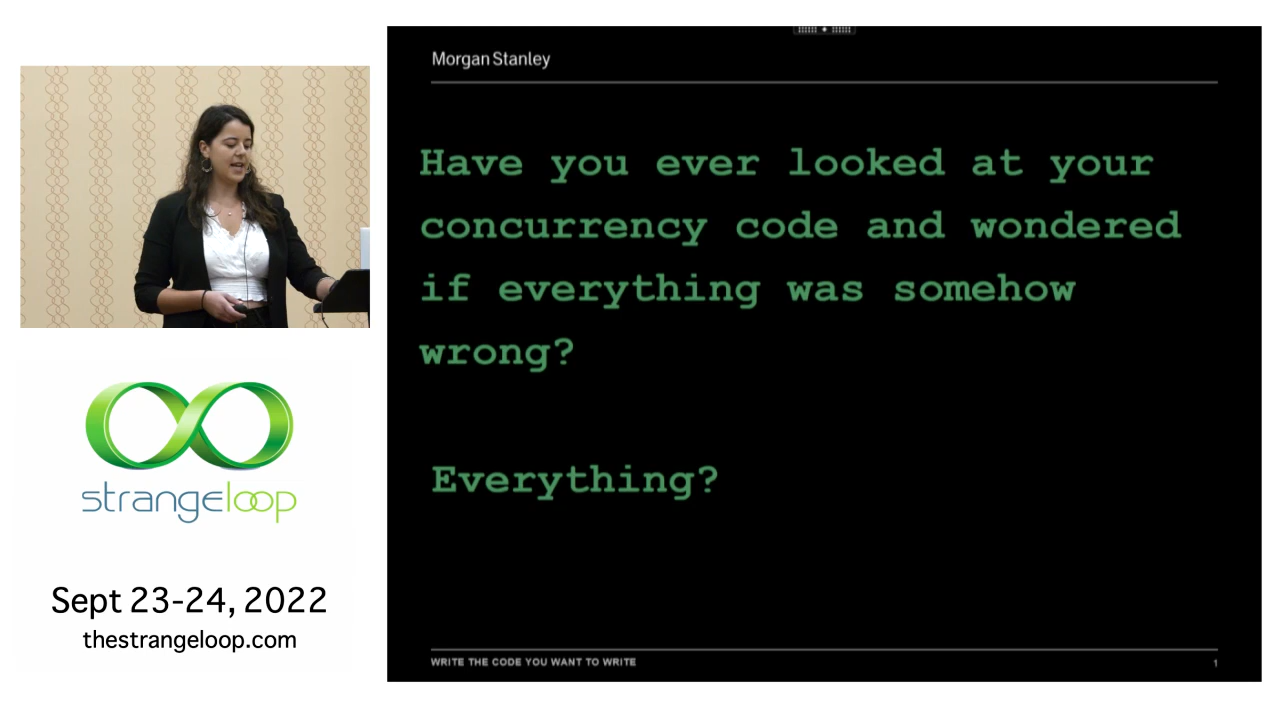 strangeloop
Sept 23-24, 2022
thestrangeloop.com
Morgan Stanley
Have you ever looked at your
concurrency code and wondered
if everything was somehow
wrong?
Everything?
WRITE THE CODE YOU WANT TO WRITE
1